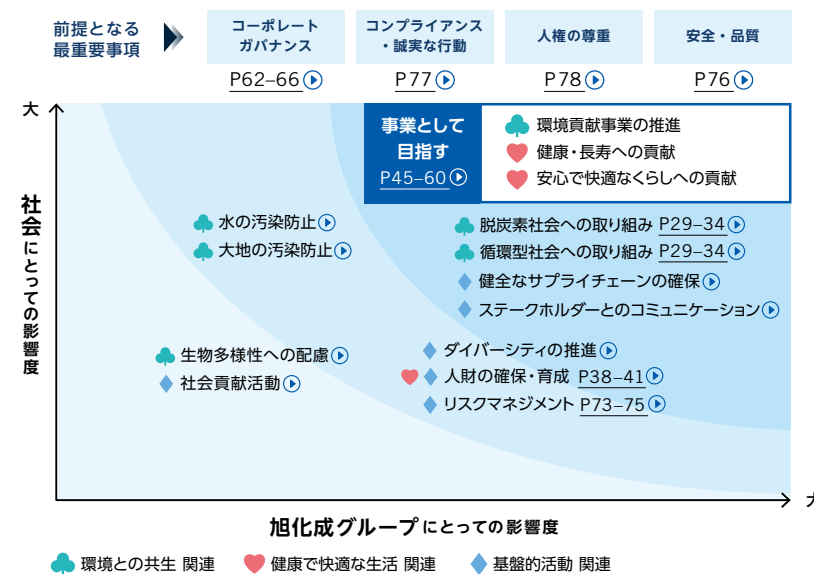 前提となる
最重要事項
コーポレート
ガバナンス
P62–66
コンプライアンス
・誠実な行動
P77
人権の尊重
P78
安全・品質
P76
大
社会にとっての影響度
事業として
目指す
P45–60
環境貢献事業の推進
健康・長寿への貢献
安心で快適なくらしへの貢献
水の汚染防止
大地の汚染防止
脱炭素社会への取り組み P29–34
循環型社会への取り組み P29–34
健全なサプライチェーンの確保
ステークホルダーとのコミュニケーション
生物多様性への配慮
社会貢献活動
ダイバーシティの推進
人財の確保・育成 P38–41
リスクマネジメント P73–75
大
旭化成グループにとっての影響度
環境との共生 関連 健康で快適な生活 関連 基盤的活動 関連